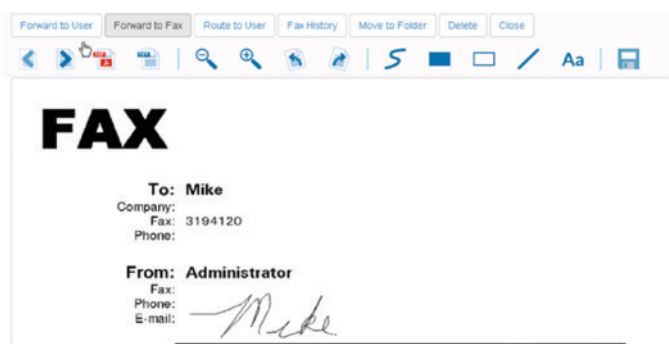 Forward to User Forward to Fax Route to User Fax History Move to Folder Delete Close
Aa
FAX
To: Mike
Company:
Fax: 3194120
Phone:
From: Administrator
Fax:
Phone:
E-mail:
Mike